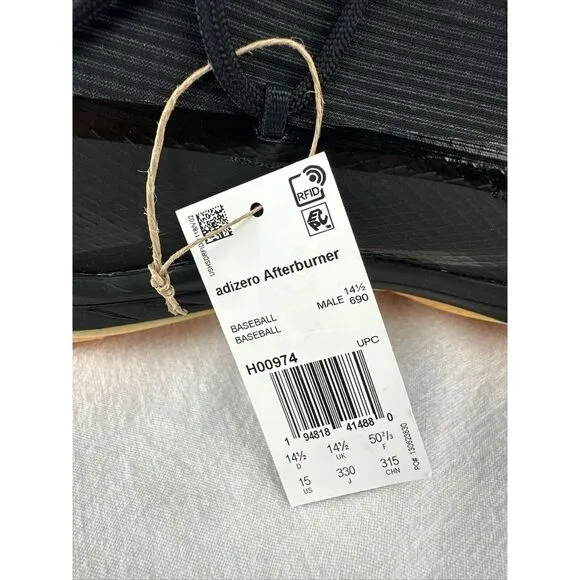 RFID
EPC
adizero Afterburner
BASEBALL MALE 14½
BASEBALL 690
H00974
UPC
1 94818 41488 0
14½ 14½ 50⅔
D UK F
15 330 315
US J CHN